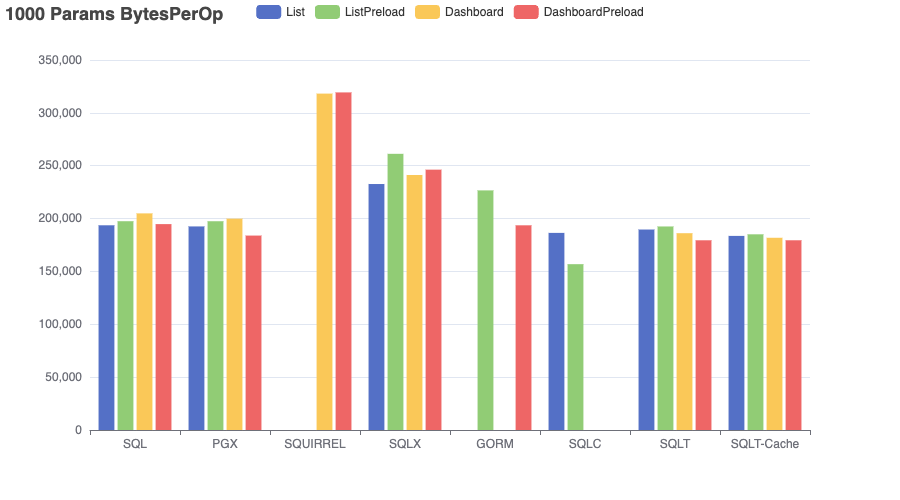 1000 Params BytesPerOp
List ListPreload Dashboard DashboardPreload
350,000
300,000
250,000
200,000
150,000
100,000
50,000
0
SQL PGX SQUIRREL SQLX GORM SQLC SQLT SQLT-Cache